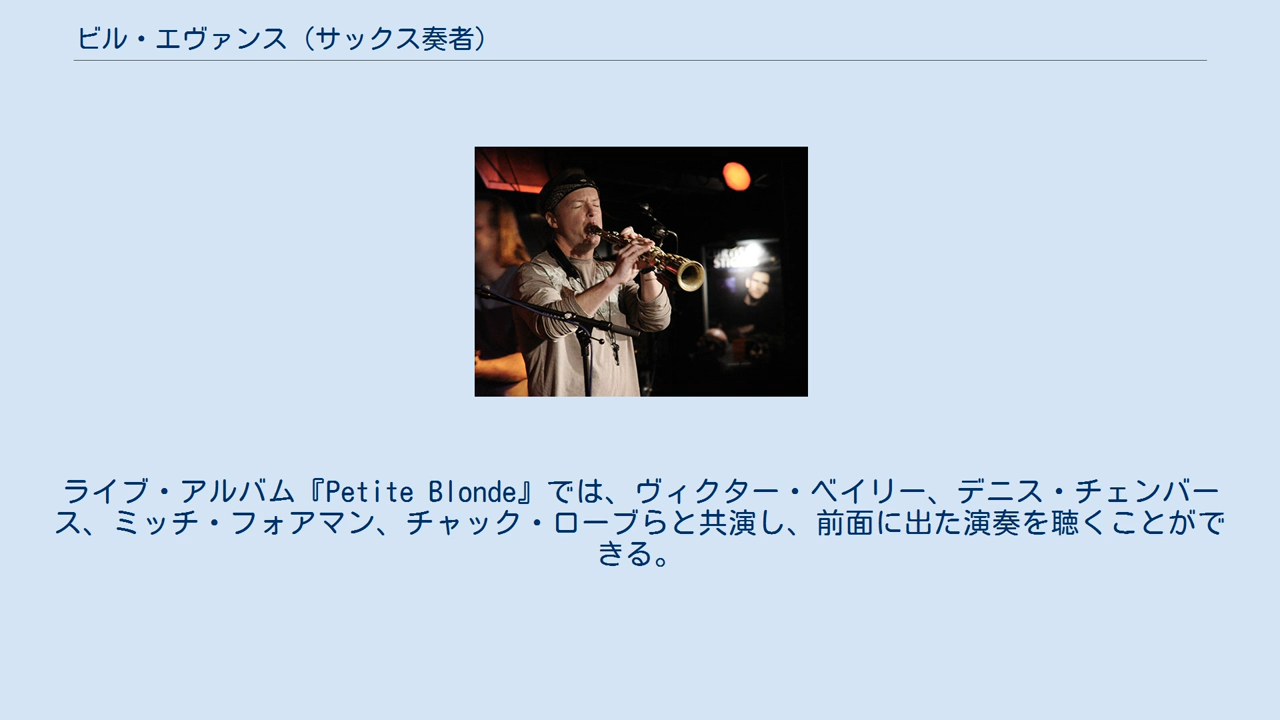 ビル・エヴァンス（サックス奏者）
ライブ・アルバム『Petite Blonde』では、ヴィクター・ベイリー、デニス・チェンバー
ス、ミッチ・フォアマン、チャック・ローブらと共演し、前面に出た演奏を聴くことがで
きる。